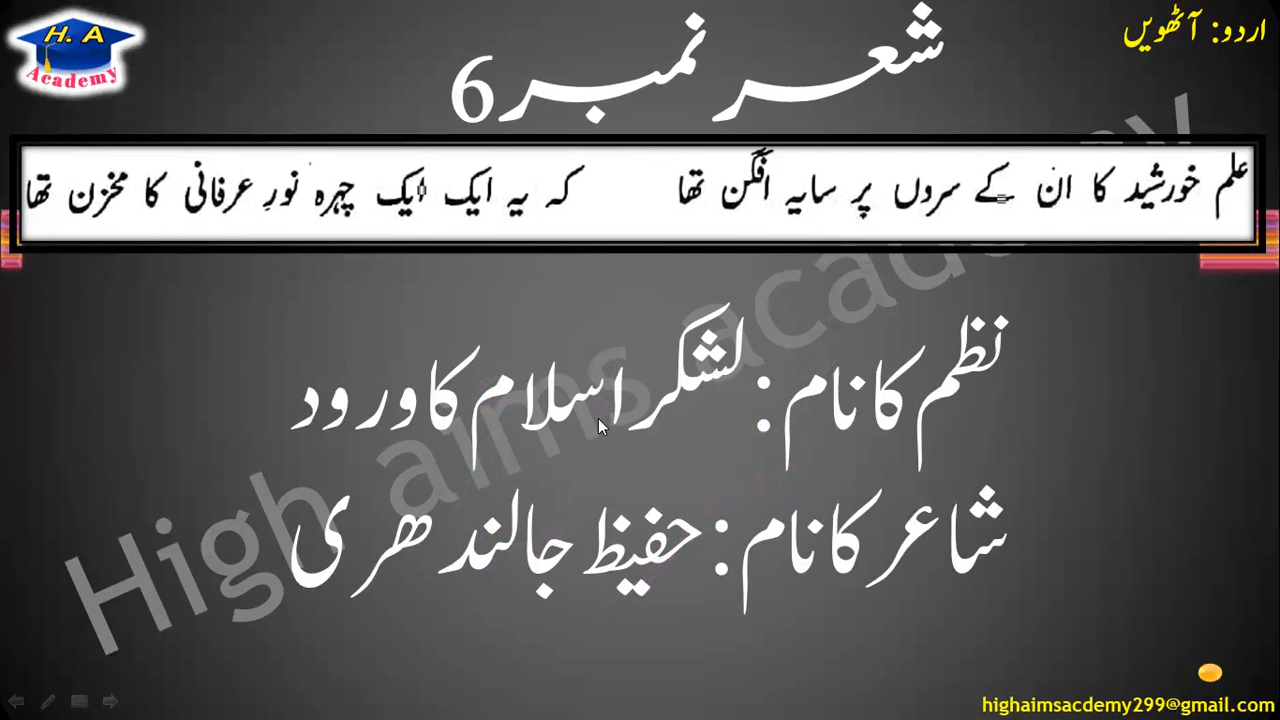 H. A
Academy
اردو: آٹھویں
شعر نمبر 6
علم خورشید کا ان کے سروں پر سایہ افگن تھا کہ یہ ایک ایک چہرہ نورِ عرفانی کا مخزن تھا
نظم کا نام: لشکر اسلام کا ورود
شاعر کا نام: حفیظ جالندھری
High aims academy
highaimsacdemy299@gmail.com